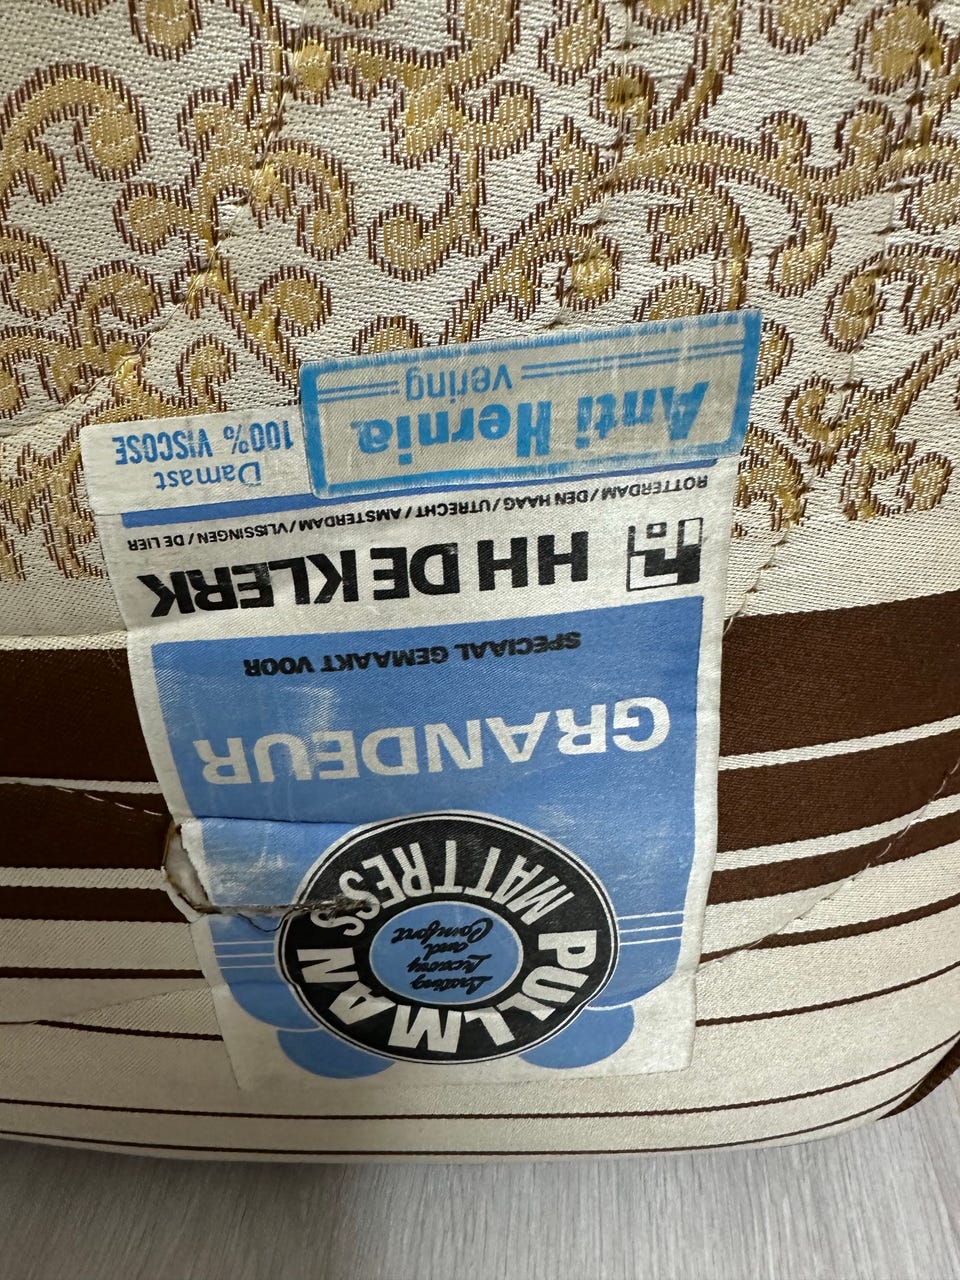 PULLMAN
MATTRESS
Lasting
Luxury
and
Comfort
GRANDEUR
SPECIAAL GEMAAKT VOOR
HH DE KLERK
ROTTERDAM/DEN HAAG/UTRECHT/AMSTERDAM/VLISSINGEN/DE LIER
Anti Hernia
vering
Damast
100% VISCOSE